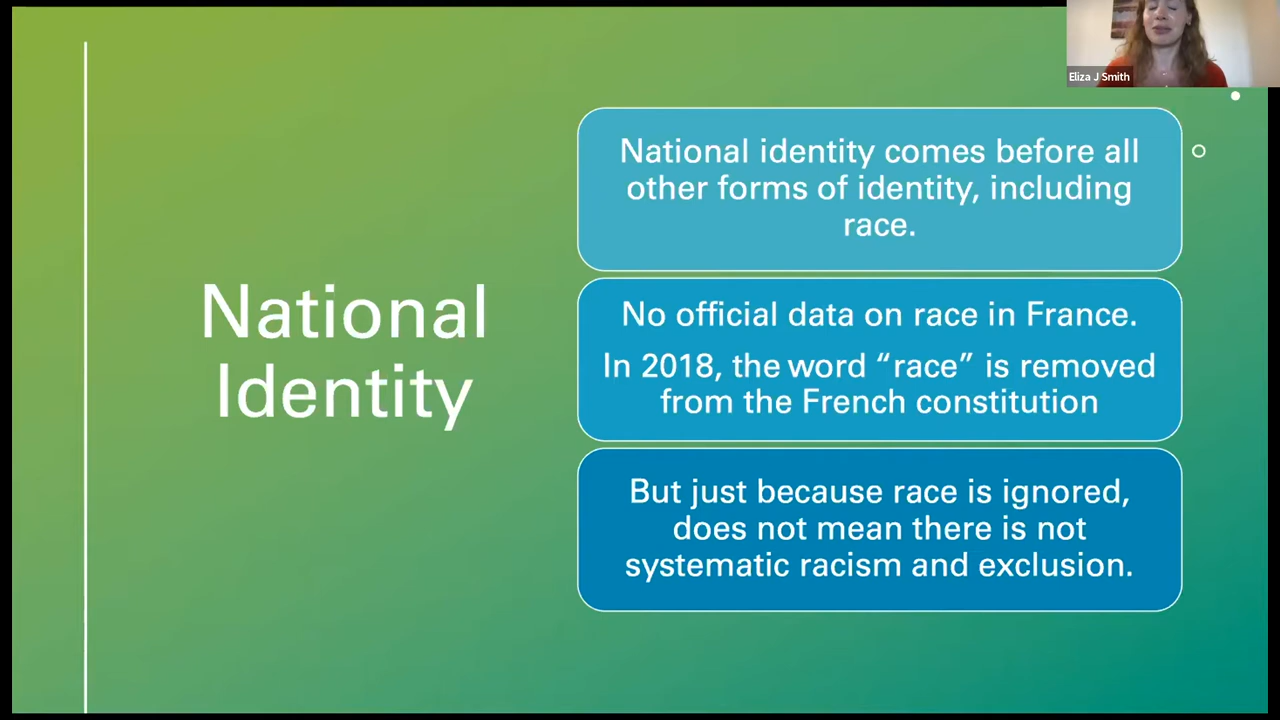 Eliza J Smith
National
Identity
National identity comes before all
other forms of identity, including
race.
No official data on race in France.
In 2018, the word “race” is removed
from the French constitution
But just because race is ignored,
does not mean there is not
systematic racism and exclusion.